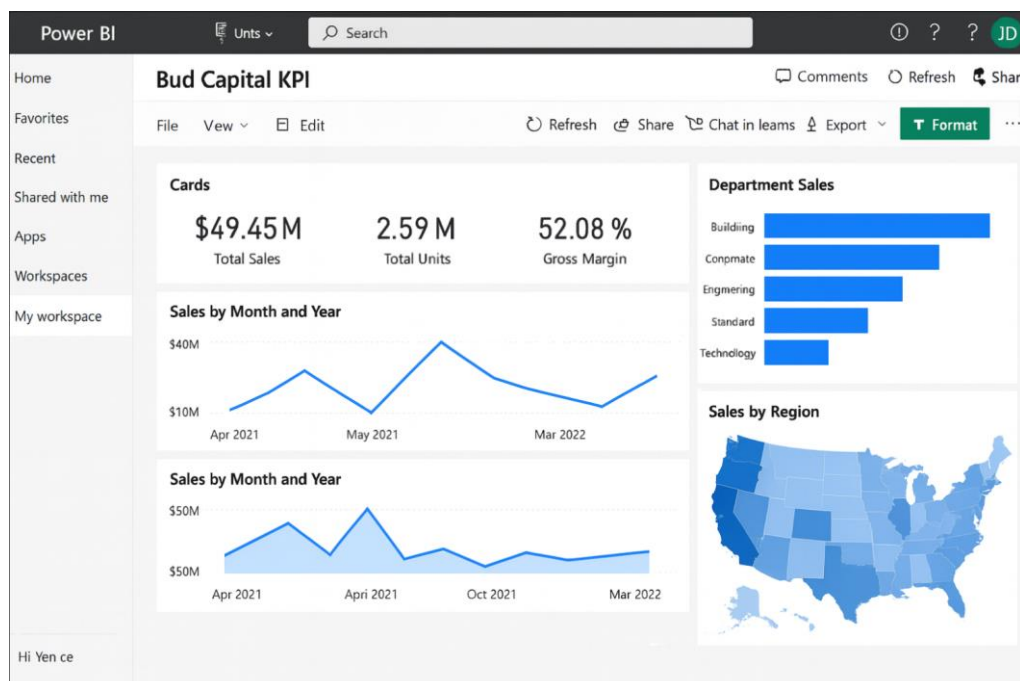 Power BI
Unts
Search
JD
Home
Favorites
Recent
Shared with me
Apps
Workspaces
My workspace
Hi Yen ce
Bud Capital KPI
Comments
Refresh
Shar
File
Vew
Edit
Refresh
Share
Chat in leams
Export
Format
Cards
$49.45 M
Total Sales
2.59 M
Total Units
52.08 %
Gross Margin
Sales by Month and Year
$40M
$10M
Apr 2021
May 2021
Mar 2022
Sales by Month and Year
$50M
$50M
Apr 2021
Apri 2021
Oct 2021
Mar 2022
Department Sales
Builiing
Conpmate
Engmering
Standard
Technology
Sales by Region